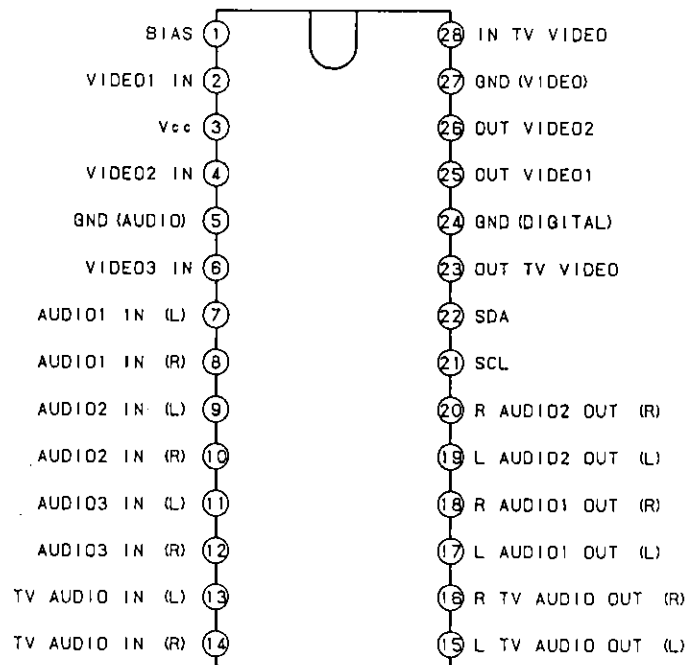 BIAS 1 28 IN TV VIDEO
VIDEO1 IN 2 27 GND (VIDEO)
Vcc 3 26 OUT VIDEO2
VIDEO2 IN 4 25 OUT VIDEO1
GND (AUDIO) 5 24 GND (DIGITAL)
VIDEO3 IN 6 23 OUT TV VIDEO
AUDIO1 IN (L) 7 22 SDA
AUDIO1 IN (R) 8 21 SCL
AUDIO2 IN (L) 9 20 R AUDIO2 OUT (R)
AUDIO2 IN (R) 10 19 L AUDIO2 OUT (L)
AUDIO3 IN (L) 11 18 R AUDIO1 OUT (R)
AUDIO3 IN (R) 12 17 L AUDIO1 OUT (L)
TV AUDIO IN (L) 13 16 R TV AUDIO OUT (R)
TV AUDIO IN (R) 14 15 L TV AUDIO OUT (L)